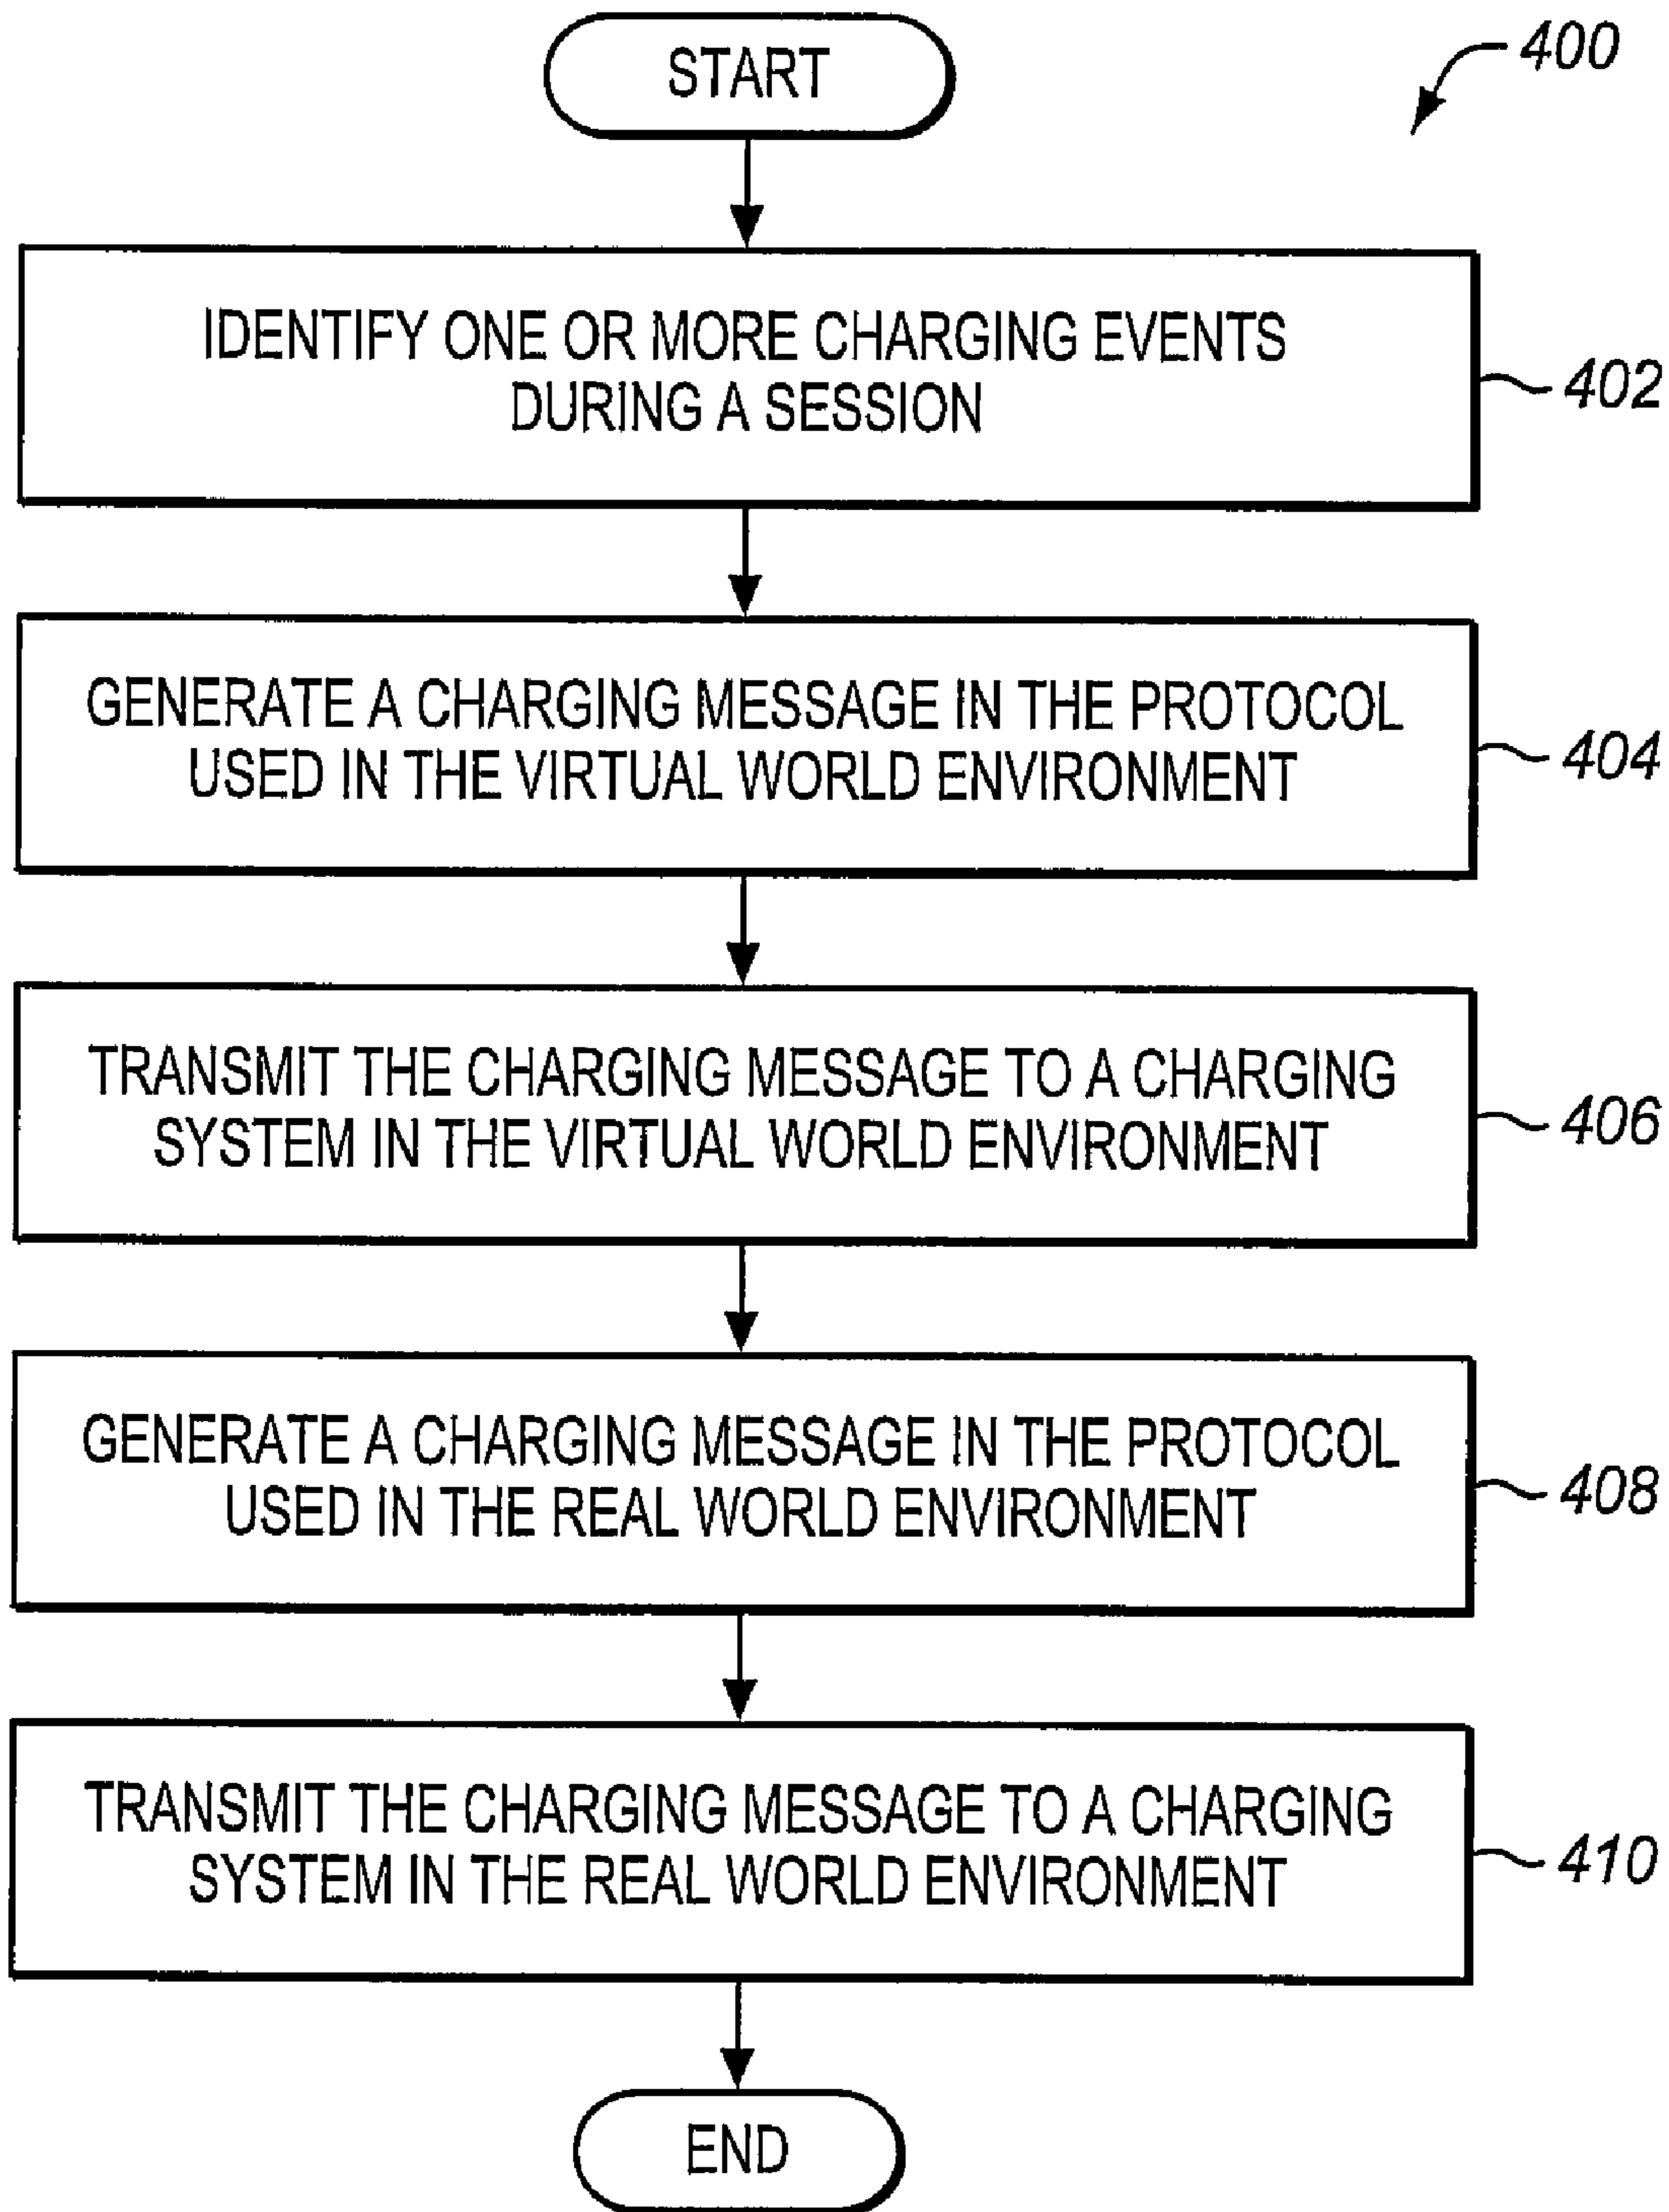 START
400
IDENTIFY ONE OR MORE CHARGING EVENTS
DURING A SESSION
402
GENERATE A CHARGING MESSAGE IN THE PROTOCOL
USED IN THE VIRTUAL WORLD ENVIRONMENT
404
TRANSMIT THE CHARGING MESSAGE TO A CHARGING
SYSTEM IN THE VIRTUAL WORLD ENVIRONMENT
406
GENERATE A CHARGING MESSAGE IN THE PROTOCOL
USED IN THE REAL WORLD ENVIRONMENT
408
TRANSMIT THE CHARGING MESSAGE TO A CHARGING
SYSTEM IN THE REAL WORLD ENVIRONMENT
410
END